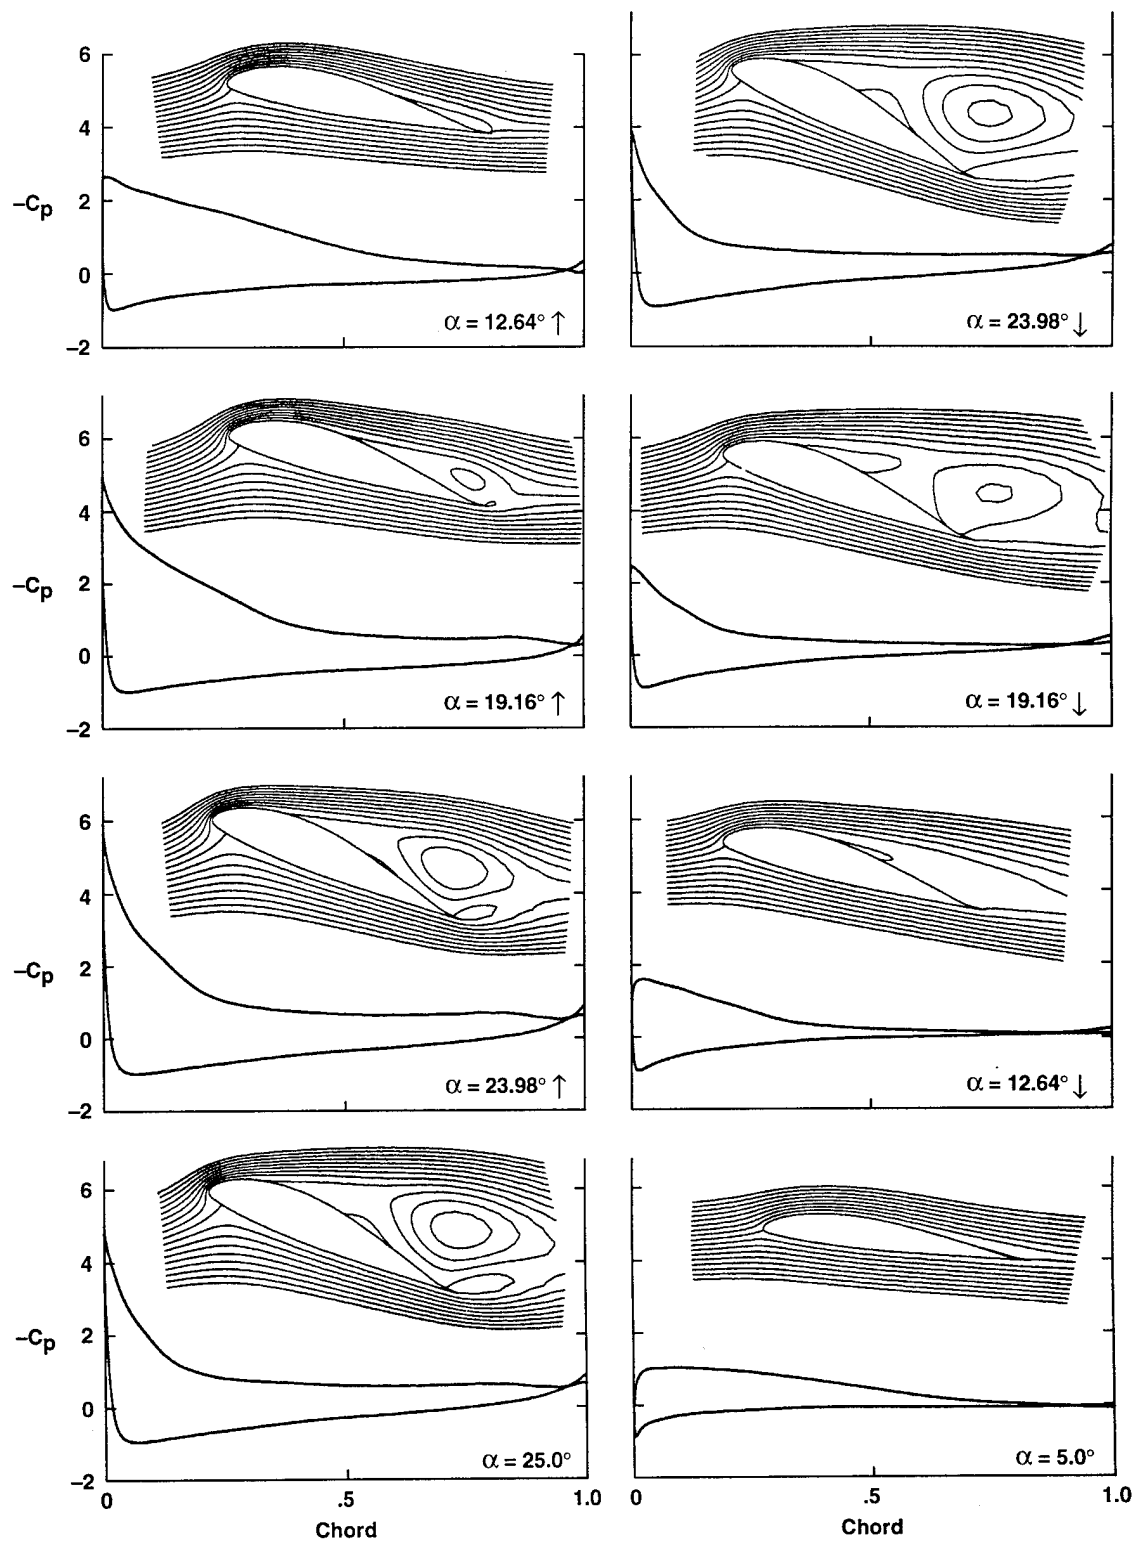 6
4
–Cp 2
0
–2
α = 12.64° ↑
α = 23.98° ↓
6
4
–Cp 2
0
–2
α = 19.16° ↑
α = 19.16° ↓
6
4
–Cp 2
0
–2
α = 23.98° ↑
α = 12.64° ↓
6
4
–Cp 2
0
–2
α = 25.0°
α = 5.0°
0 .5 1.0
Chord
0 .5 1.0
Chord